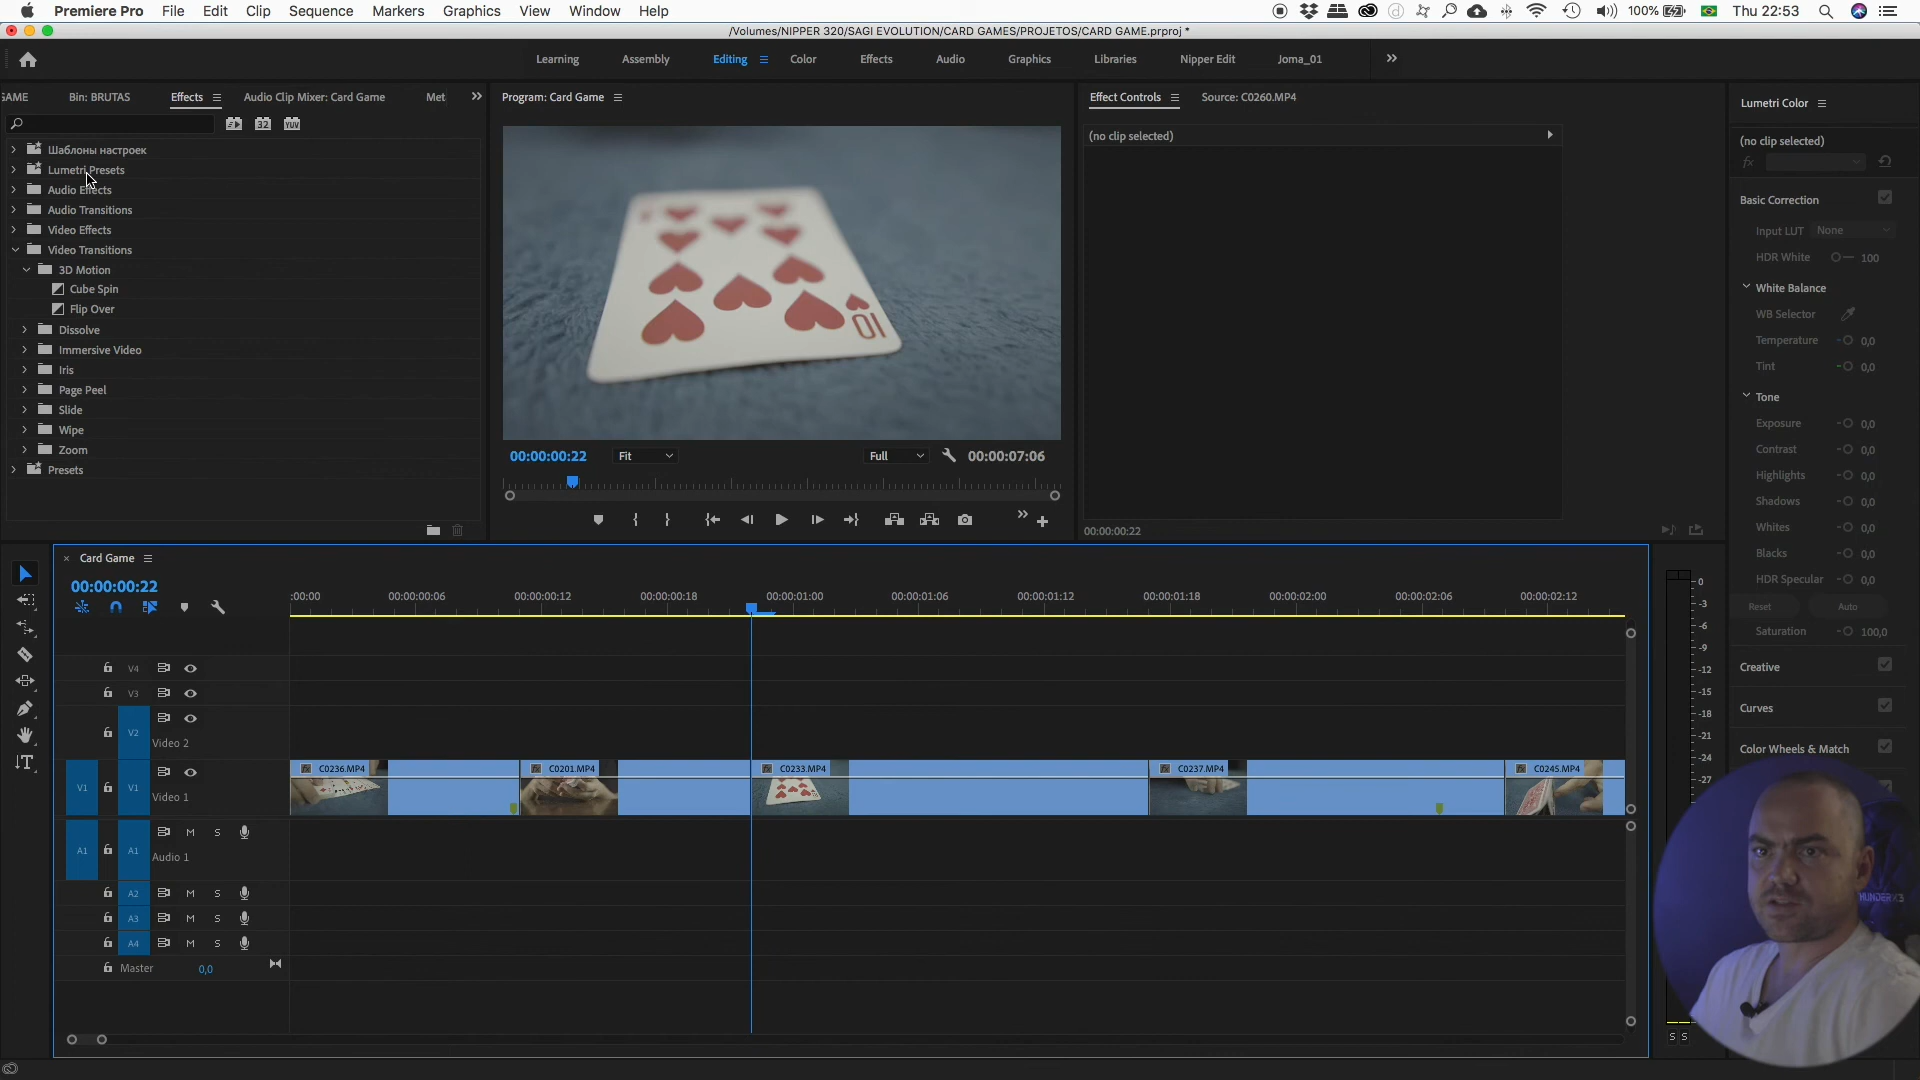 Premiere Pro File Edit Clip Sequence Markers Graphics View Window Help 100% Thu 22:53
/Volumes/NIPPER 320/SAGI EVOLUTION/CARD GAMES/PROJETOS/CARD GAME.prproj *
Learning Assembly Editing Color Effects Audio Graphics Libraries Nipper Edit Joma_01
GAME Bin: BRUTAS Effects Audio Clip Mixer: Card Game Met
32 YUV
Шаблоны настроек
Lumetri Presets
Audio Effects
Audio Transitions
Video Effects
Video Transitions
3D Motion
Cube Spin
Flip Over
Dissolve
Immersive Video
Iris
Page Peel
Slide
Wipe
Zoom
Presets
Program: Card Game
10
00:00:00:22 Fit Full 00:00:07:06
Effect Controls Source: C0260.MP4
(no clip selected)
00:00:00:22
Lumetri Color
(no clip selected)
fx
Basic Correction
Input LUT None
HDR White 100
White Balance
WB Selector
Temperature 0,0
Tint 0,0
Tone
Exposure 0,0
Contrast 0,0
Highlights 0,0
Shadows 0,0
Whites 0,0
Blacks 0,0
HDR Specular 0,0
Reset Auto
Saturation 100,0
Creative
Curves
Color Wheels & Match
× Card Game
00:00:00:22
:00:00 00:00:00:06 00:00:00:12 00:00:00:18 00:00:01:00 00:00:01:06 00:00:01:12 00:00:01:18 00:00:02:00 00:00:02:06 00:00:02:12
V4
V3
V2 Video 2
V1 V1 Video 1
fx C0236.MP4 fx C0201.MP4 fx C0233.MP4 fx C0237.MP4 fx C0245.MP4
A1 A1 M S Audio 1
A2 M S
A3 M S
A4 M S
Master 0,0
0
-3
-6
-9
-12
-15
-18
-21
-24
-27
S S